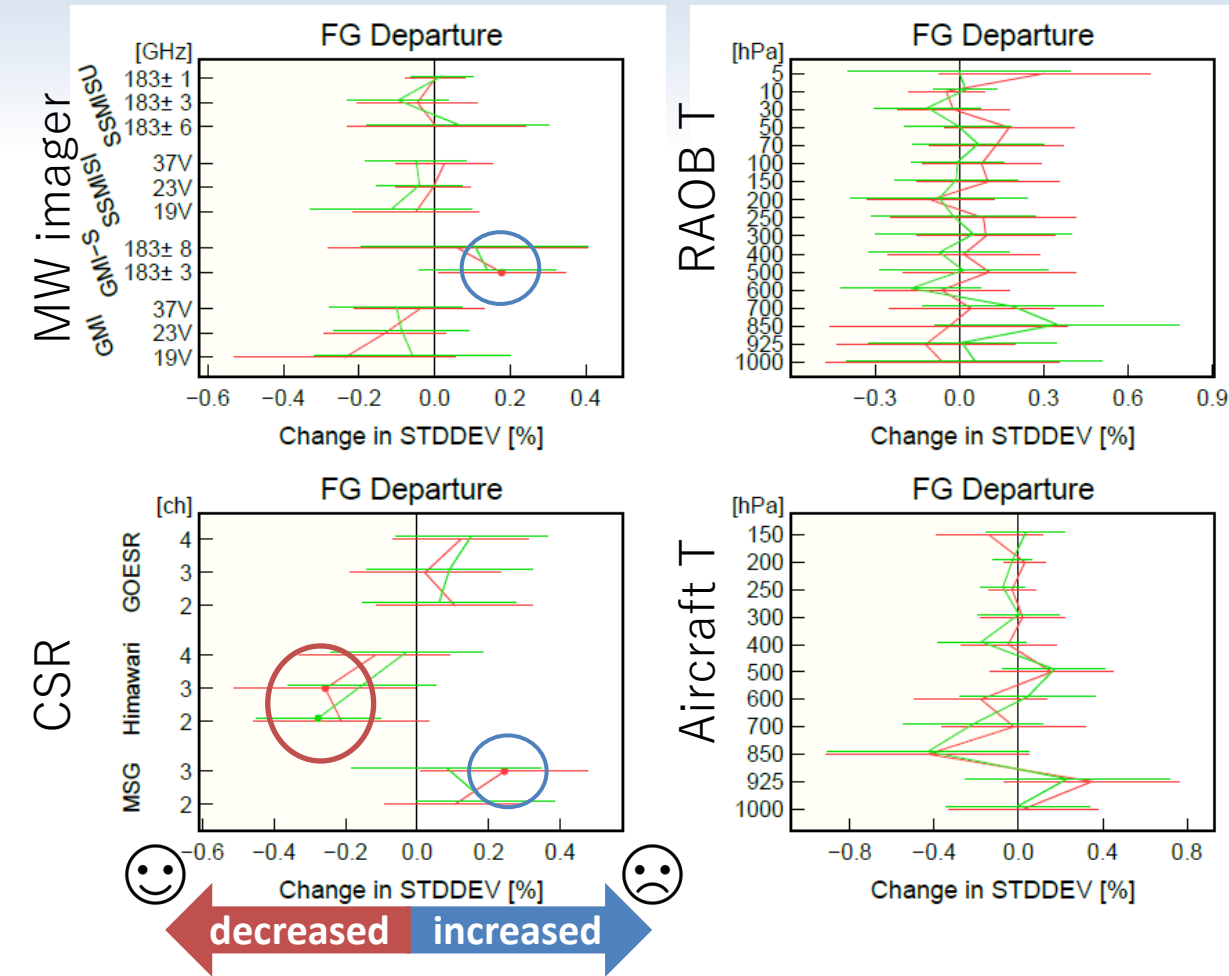 MW imager
FG Departure
[GHz]
SSMISU
183± 1
183± 3
183± 6
SSMISI
37V
23V
19V
GMI-S
183± 8
183± 3
GMI
37V
23V
19V
−0.6 −0.4 −0.2 0.0 0.2 0.4
Change in STDDEV [%]
RAOB T
FG Departure
[hPa]
5
10
30
50
70
100
150
200
250
300
400
500
600
700
850
925
1000
−0.3 0.0 0.3 0.6 0.9
Change in STDDEV [%]
CSR
FG Departure
[ch]
GOESR
4
3
2
Himawari
4
3
2
MSG
3
2
−0.6 −0.4 −0.2 0.0 0.2 0.4
Change in STDDEV [%]
decreased increased
Aircraft T
FG Departure
[hPa]
150
200
250
300
400
500
600
700
850
925
1000
−0.8 −0.4 0.0 0.4 0.8
Change in STDDEV [%]